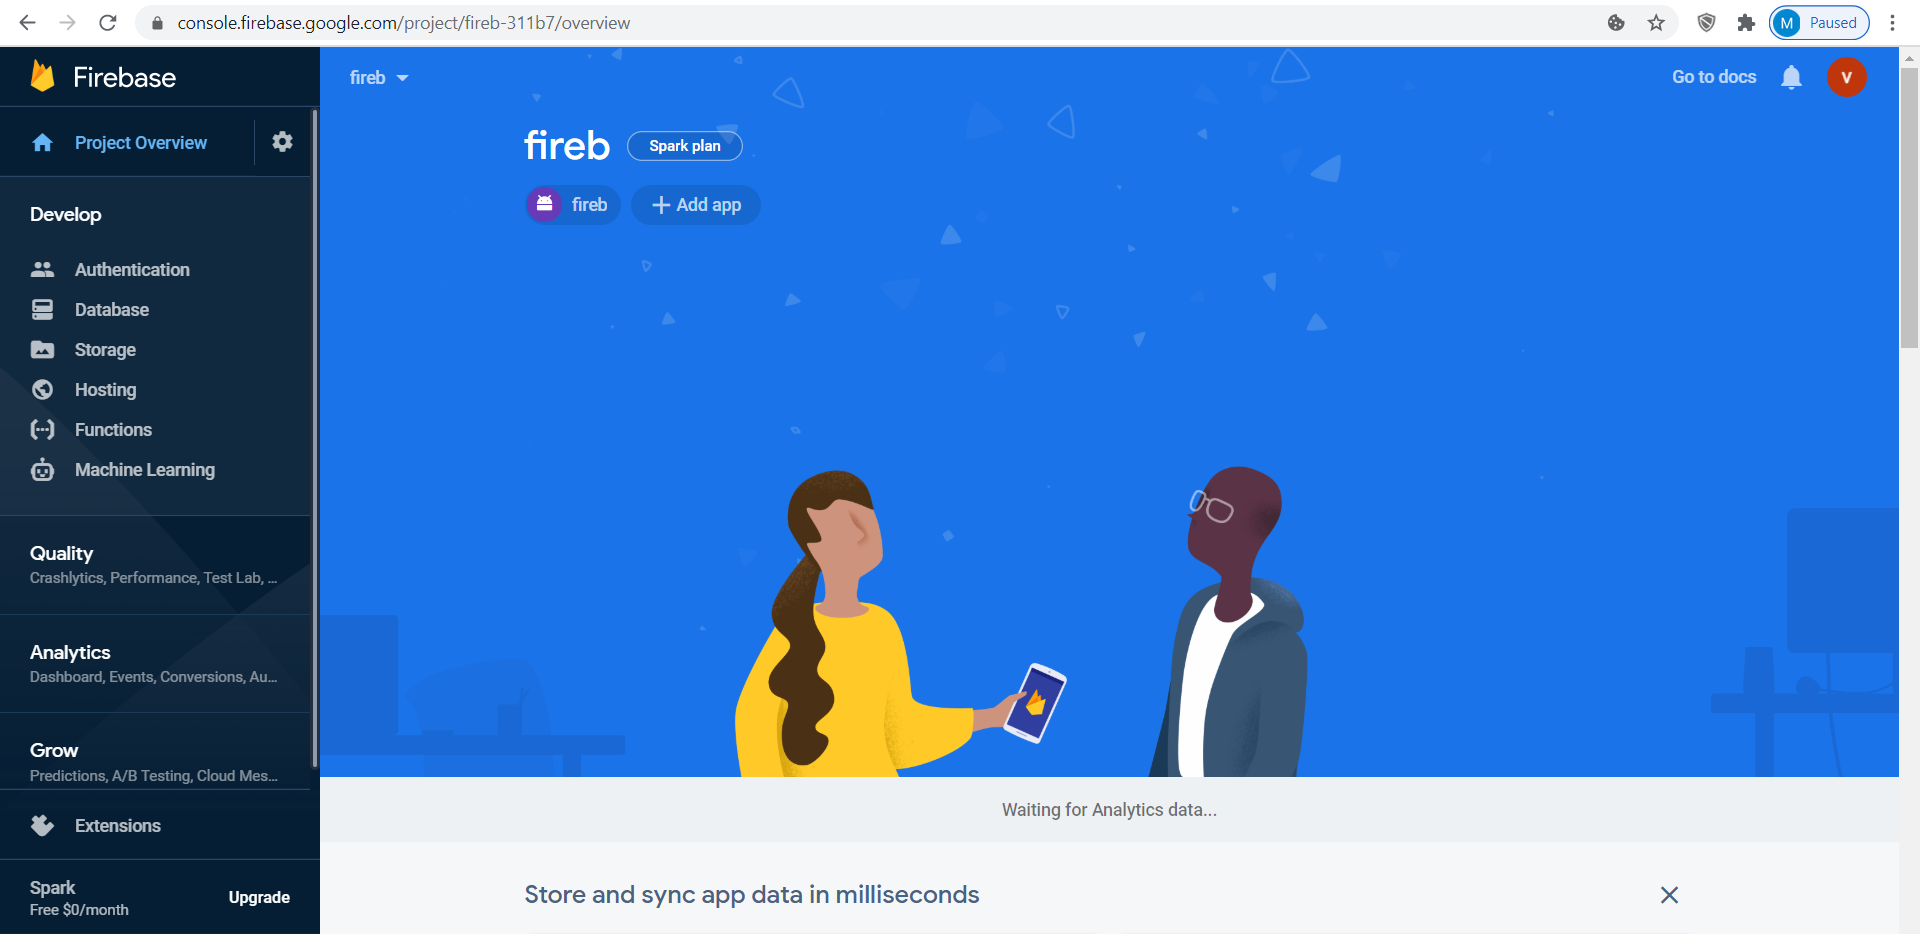 console.firebase.google.com/project/fireb-311b7/overview
M Paused
Firebase
Project Overview
Develop
Authentication
Database
Storage
Hosting
Functions
Machine Learning
Quality
Crashlytics, Performance, Test Lab, ...
Analytics
Dashboard, Events, Conversions, Au...
Grow
Predictions, A/B Testing, Cloud Mes...
Extensions
Spark
Free $0/month
Upgrade
fireb
Go to docs
V
fireb
Spark plan
fireb
Add app
Waiting for Analytics data...
Store and sync app data in milliseconds